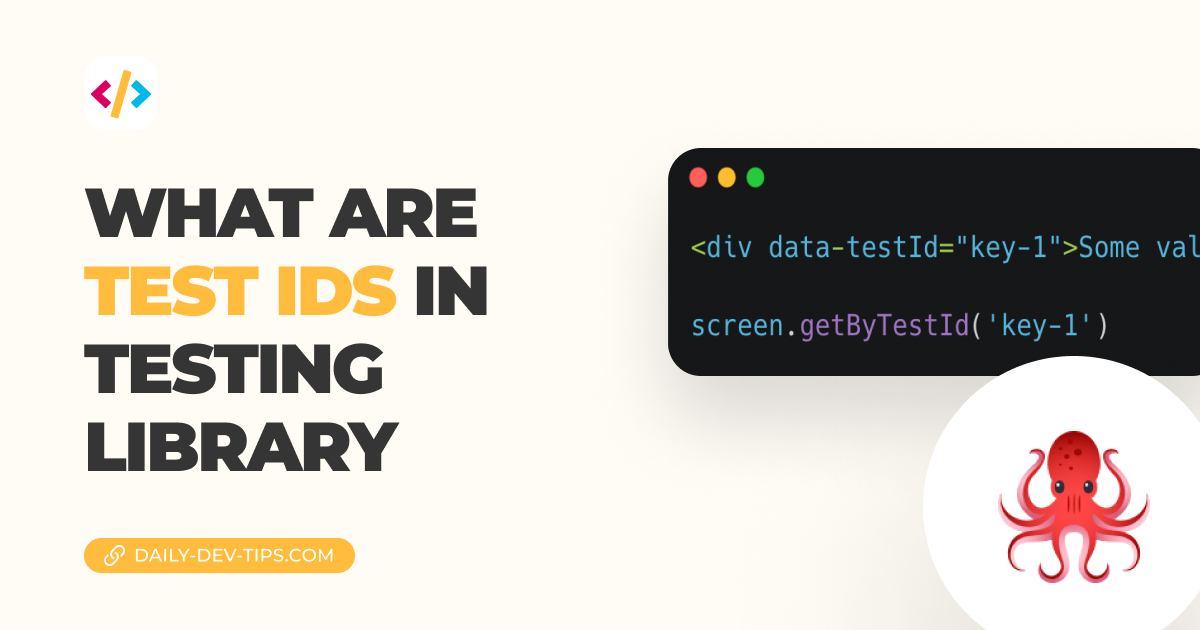 WHAT ARE
TEST IDS IN
TESTING
LIBRARY
DAILY-DEV-TIPS.COM
<div data-testId="key-1">Some val
screen.getByTestId('key-1')